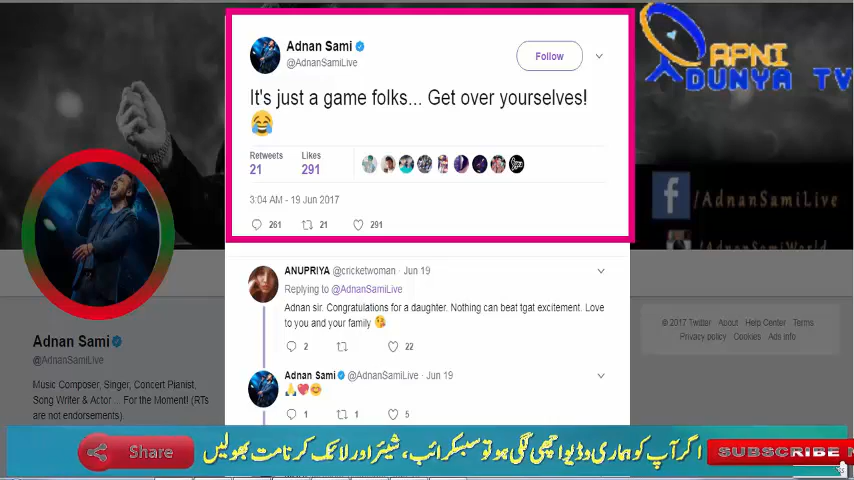 Adnan Sami
@AdnanSamiLive
Follow
It's just a game folks... Get over yourselves!
😂
Retweets Likes
21 291
3:04 AM - 19 Jun 2017
261 21 291
APNI
DUNYA TV
/AdnanSamiLive
/AdnanSamiWorld
Adnan Sami
@AdnanSamiLive
Music Composer, Singer, Concert Pianist,
Song Writer & Actor... For the Moment! (RTs
are not endorsements).
ANUPRIYA @cricketwoman · Jun 19
Replying to @AdnanSamiLive
Adnan sir. Congratulations for a daughter. Nothing can beat tgat excitement. Love
to you and your family 😘
2 22
Adnan Sami @AdnanSamiLive · Jun 19
🙏💖😊
1 1 5
© 2017 Twitter About Help Center Terms
Privacy policy Cookies Ads info
Share
اگر آپ کو ہماری وڈیو اچھی لگی ہو تو سبسکرائب، شیئر اور لائک کرنا مت بھولیں
SUBSCRIBE N